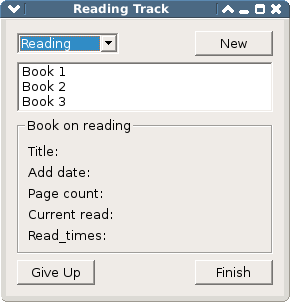 Reading Track
Reading New
Book 1
Book 2
Book 3
Book on reading
Title:
Add date:
Page count:
Current read:
Read_times:
Give Up Finish